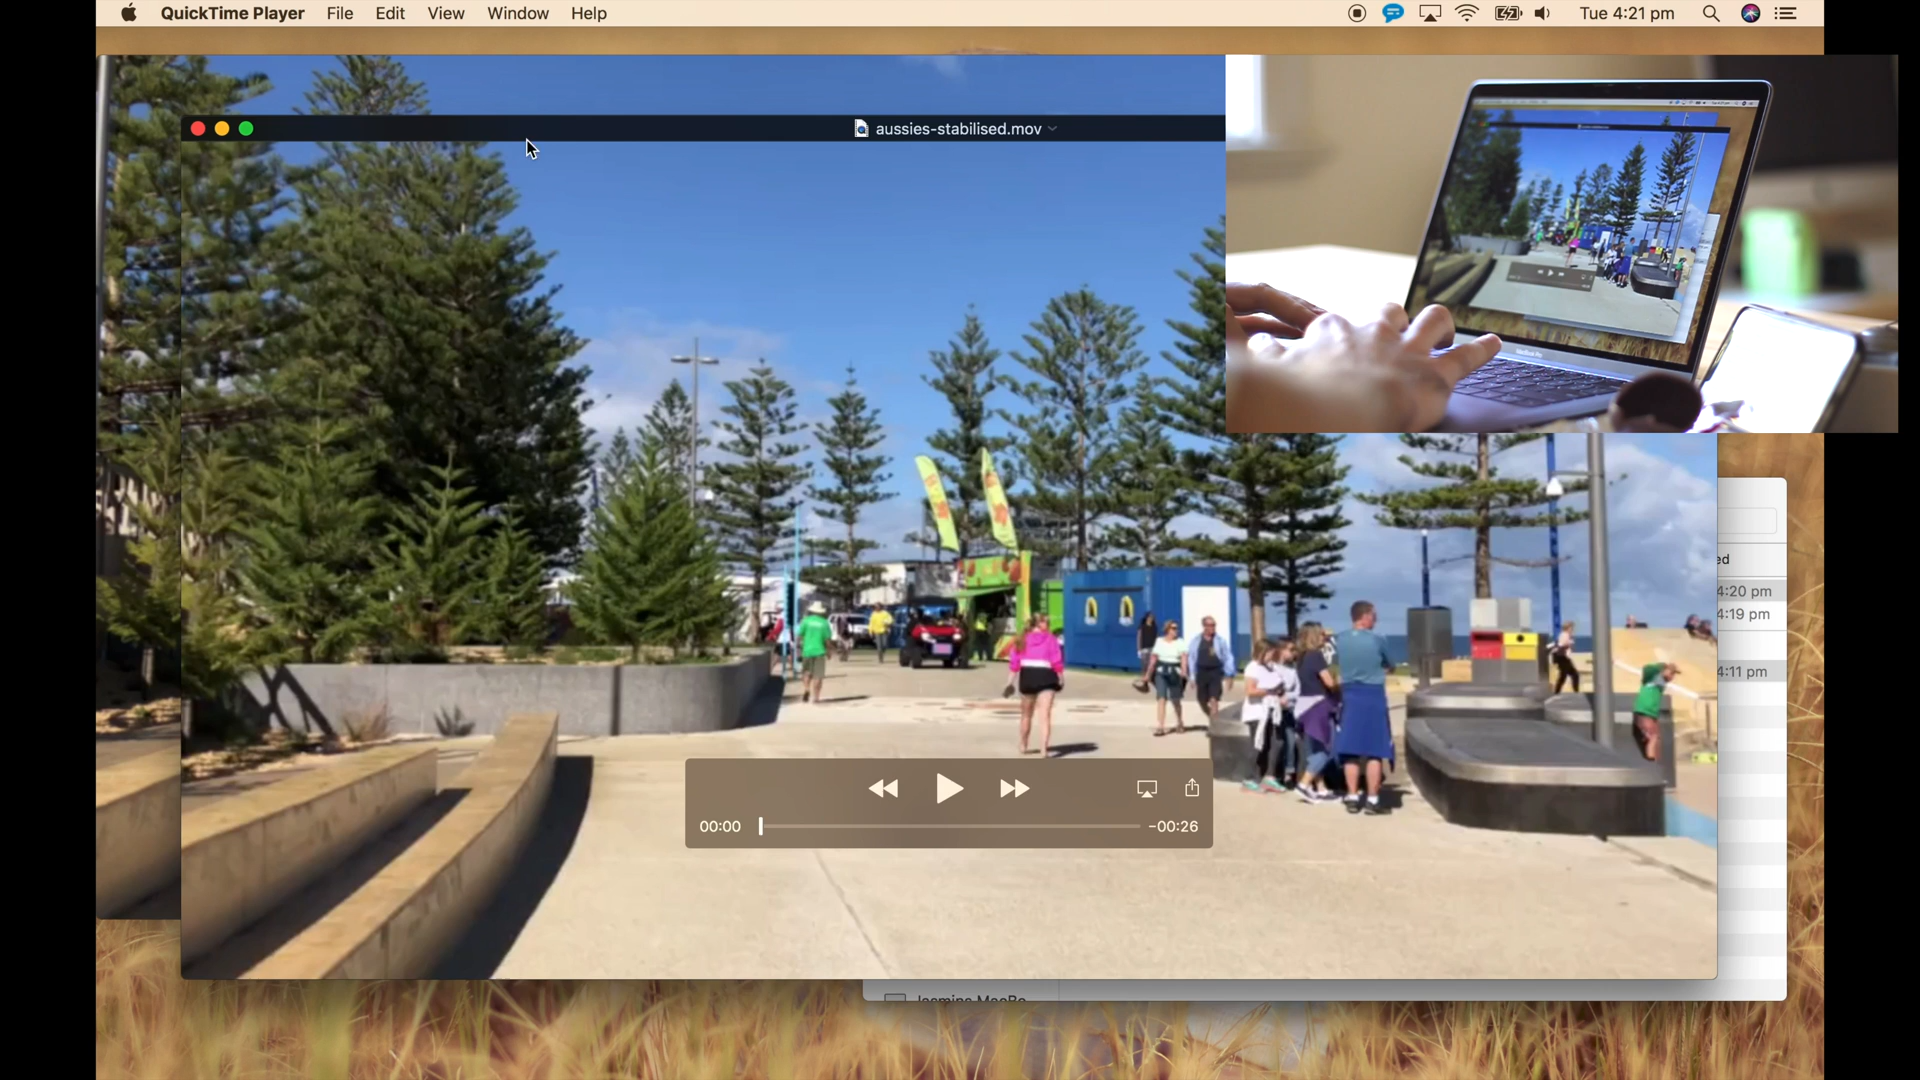 QuickTime Player File Edit View Window Help Tue 4:21 pm
aussies-stabilised.mov
ed
4:20 pm
4:19 pm
4:11 pm
00:00 -00:26